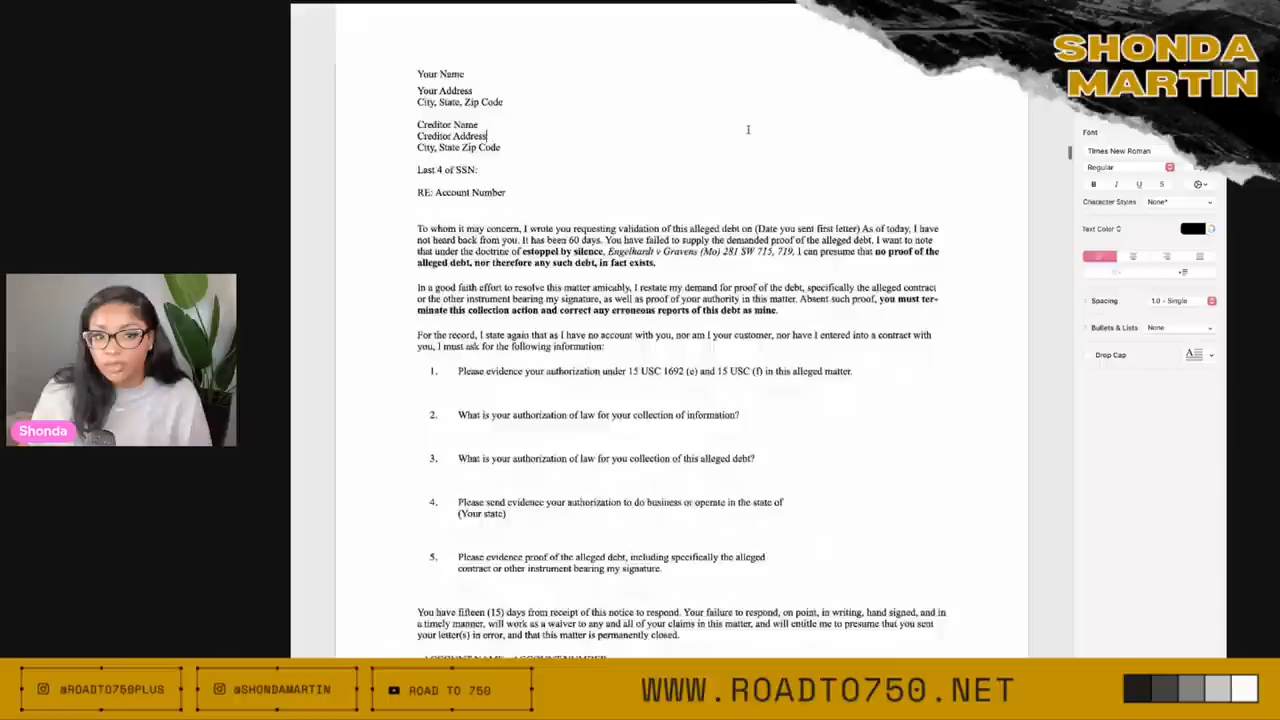 SHONDA
MARTIN
Your Name
Your Address
City, State, Zip Code
Creditor Name
Creditor Address
City, State Zip Code
Last 4 of SSN:
RE: Account Number
To whom it may concern, I wrote you requesting validation of this alleged debt on (Date you sent first letter) As of today, I have
not heard back from you. It has been 60 days. You have failed to supply the demanded proof of the alleged debt. I want to note
that under the doctrine of estoppel by silence, Engelhardt v Gravens (Mo) 281 SW 715, 719, I can presume that no proof of the
alleged debt, nor therefore any such debt, in fact exists.
In a good faith effort to resolve this matter amicably, I restate my demand for proof of the debt, specifically the alleged contract
or the other instrument bearing my signature, as well as proof of your authority in this matter. Absent such proof, you must ter-
minate this collection action and correct any erroneous reports of this debt as mine.
For the record, I state again that as I have no account with you, nor am I your customer, nor have I entered into a contract with
you, I must ask for the following information:
1. Please evidence your authorization under 15 USC 1692 (e) and 15 USC (f) in this alleged matter.
2. What is your authorization of law for your collection of information?
3. What is your authorization of law for you collection of this alleged debt?
4. Please send evidence your authorization to do business or operate in the state of
(Your state)
5. Please evidence proof of the alleged debt, including specifically the alleged
contract or other instrument bearing my signature.
You have fifteen (15) days from receipt of this notice to respond. Your failure to respond, on point, in writing, hand signed, and in
a timely manner, will work as a waiver to any and all of your claims in this matter, and will entitle me to presume that you sent
your letter(s) in error, and that this matter is permanently closed.
Font
Times New Roman
Regular
B I U S
Character Styles None*
Text Color
Spacing 1.0 - Single
Bullets & Lists None
Drop Cap
Shonda
@ROADTO750PLUS
@SHONDAMARTIN
ROAD TO 750
WWW.ROADTO750.NET